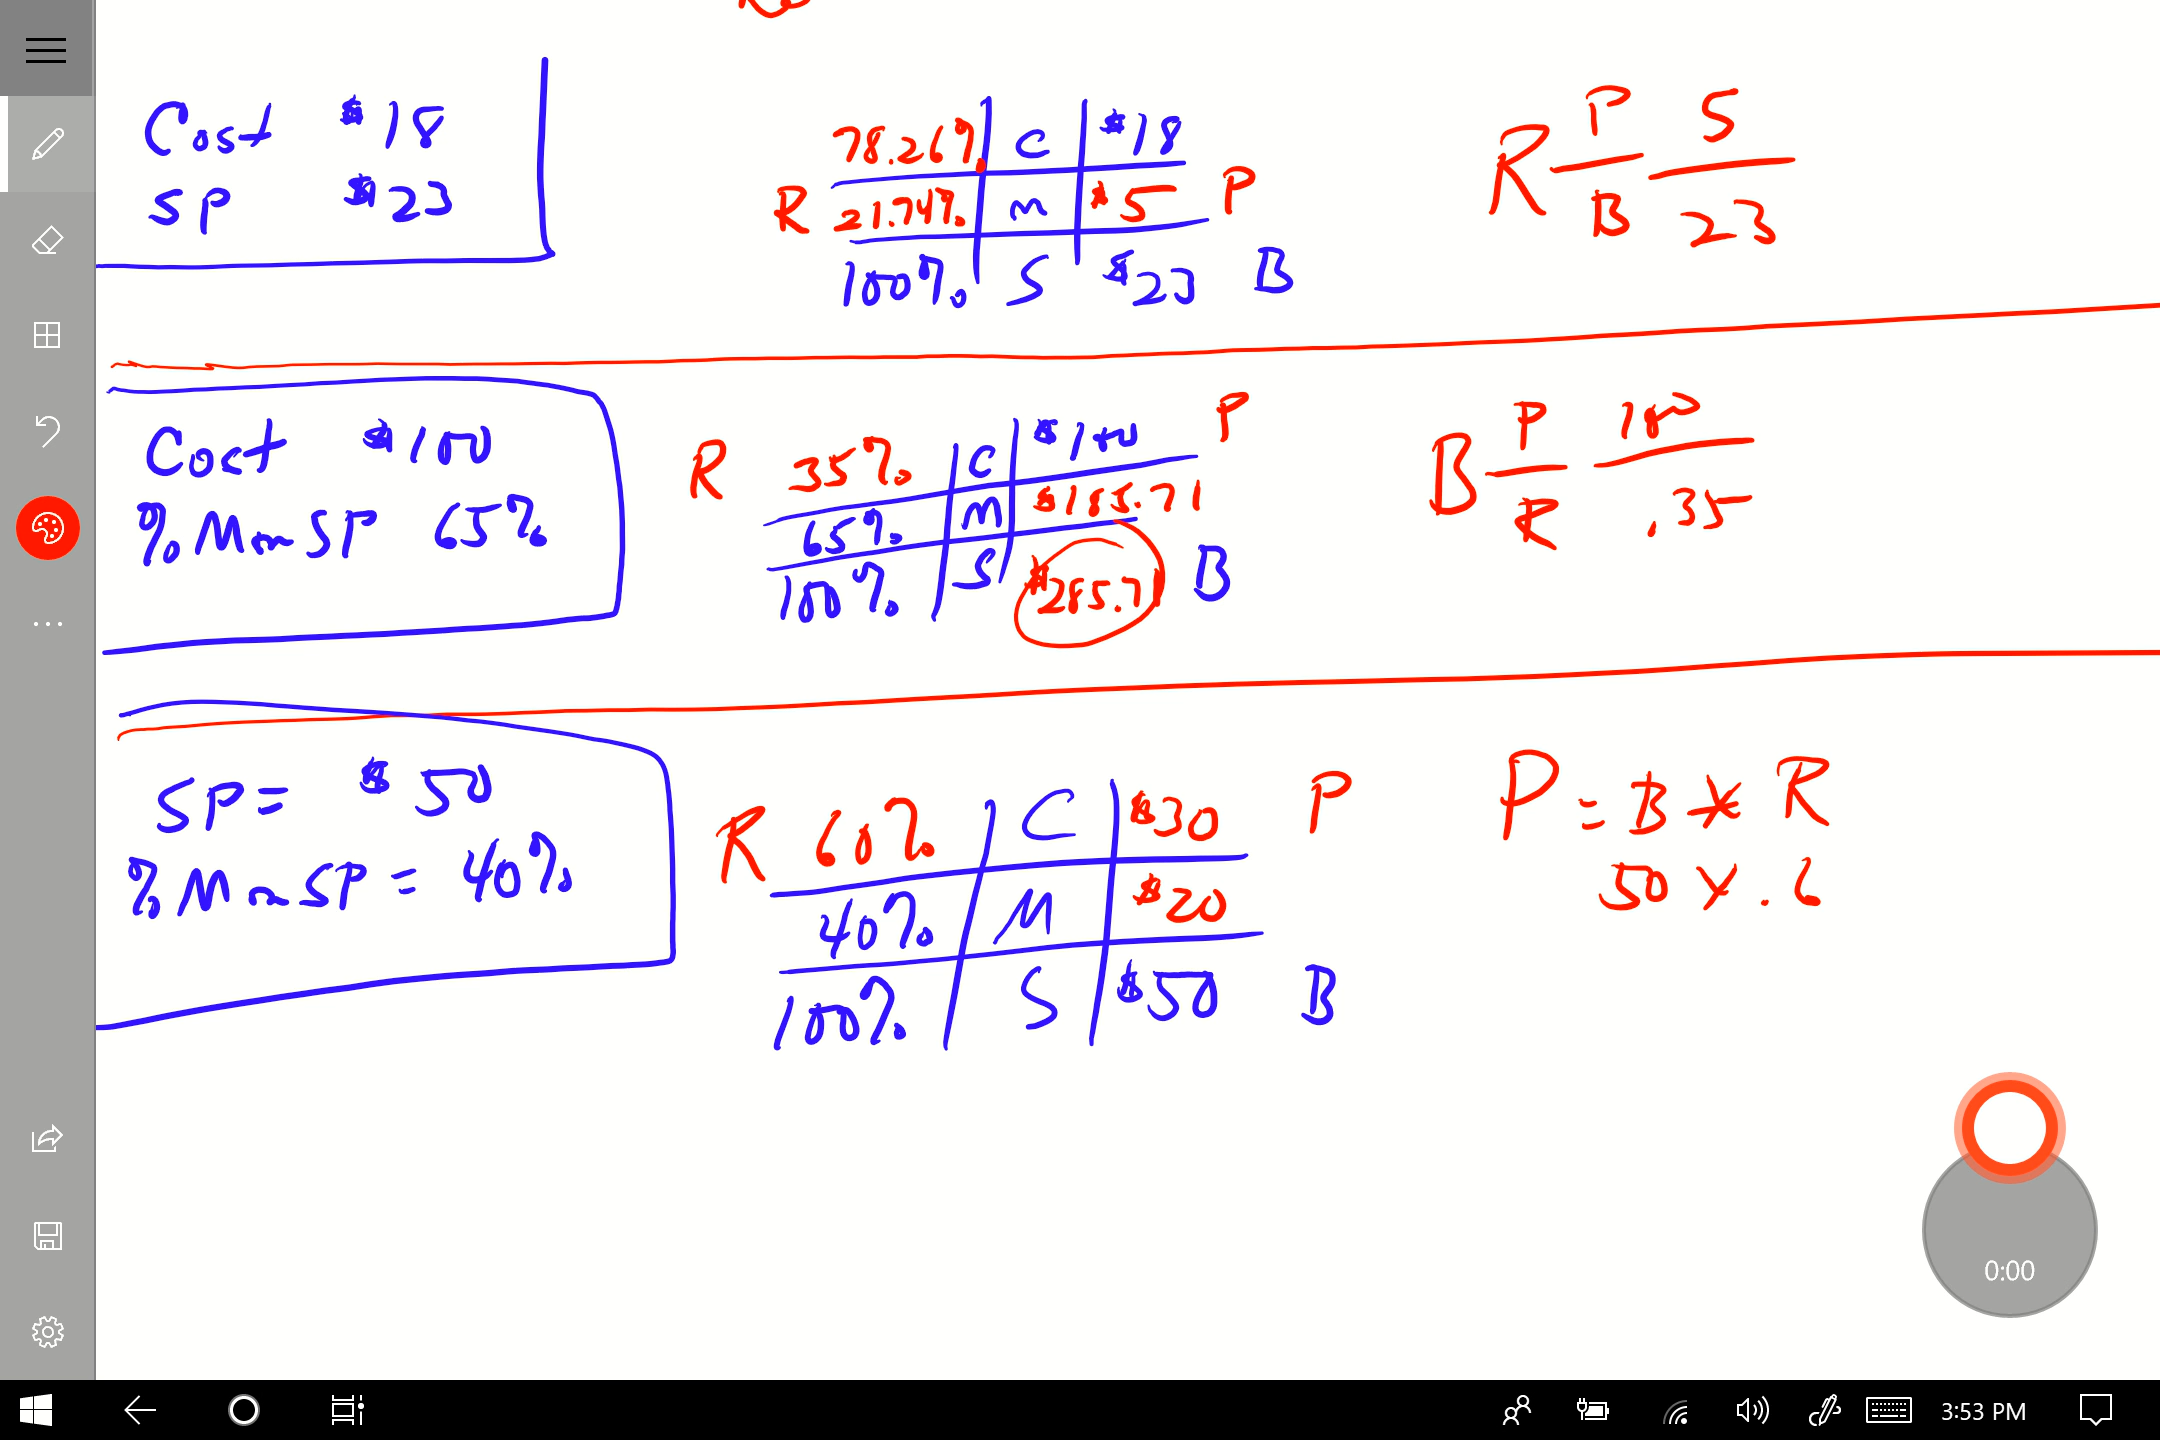 Cost $18
SP $23
78.26% C $18
R 21.74% M $5 P
100% S $23 B
R P/B 5/23
Cost $100
%M on SP 65%
R 35% C $100 P
65% M $185.71
100% S $285.71 B
B P/R 100/.35
SP = $50
%M on SP = 40%
R 60% C $30 P
40% M $20
100% S $50 B
P = B * R
50 x .6
0:00
3:53 PM